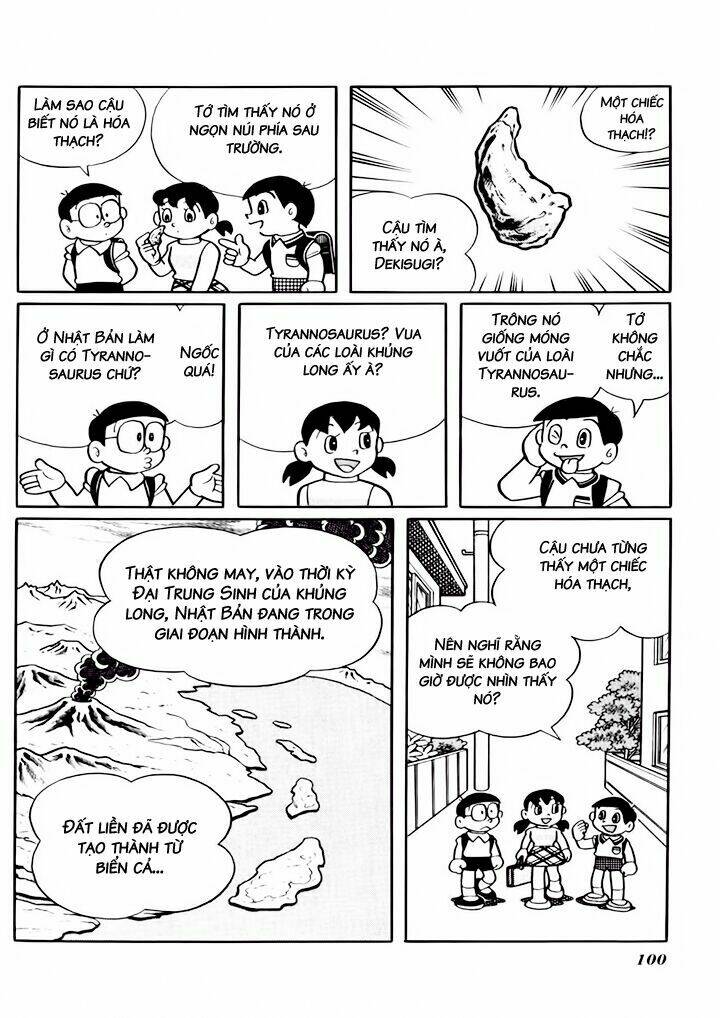 MỘT CHIẾC
HÓA
THẠCH!?
CẬU TÌM
THẤY NÓ À,
DEKISUGI?
TỚ TÌM THẤY NÓ Ở
NGỌN NÚI PHÍA SAU
TRƯỜNG.
LÀM SAO CẬU
BIẾT NÓ LÀ HÓA
THẠCH?
TỚ
KHÔNG
CHẮC
NHƯNG...
TRÔNG NÓ
GIỐNG MÓNG
VUỐT CỦA LOÀI
TYRANNOSAU-
RUS.
TYRANNOSAURUS? VUA
CỦA CÁC LOÀI KHỦNG
LONG ẤY À?
NGỐC
QUÁ!
Ở NHẬT BẢN LÀM
GÌ CÓ TYRANNO-
SAURUS CHỨ?
CẬU CHƯA TỪNG
THẤY MỘT CHIẾC
HÓA THẠCH,
NÊN NGHĨ RẰNG
MÌNH SẼ KHÔNG BAO
GIỜ ĐƯỢC NHÌN THẤY
NÓ?
THẬT KHÔNG MAY, VÀO THỜI KỲ
ĐẠI TRUNG SINH CỦA KHỦNG
LONG, NHẬT BẢN ĐANG TRONG
GIAI ĐOẠN HÌNH THÀNH.
ĐẤT LIỀN ĐÃ ĐƯỢC
TẠO THÀNH TỪ
BIỂN CẢ...
100